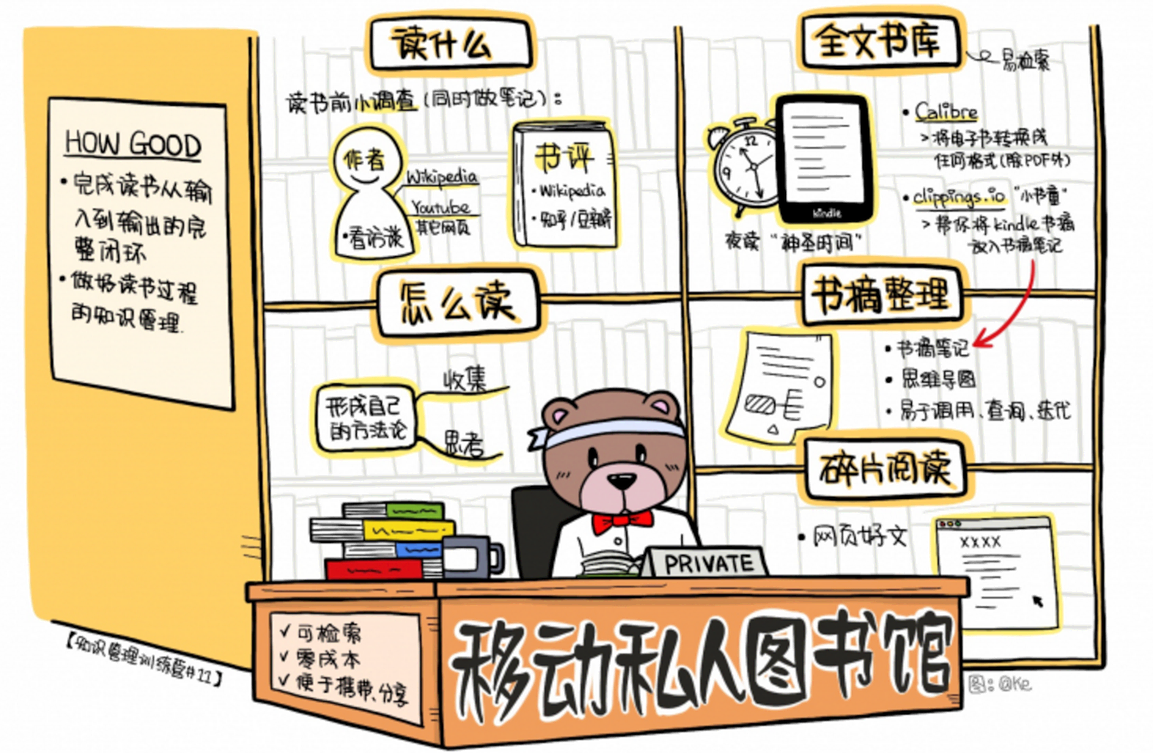 HOW GOOD
• 完成读书从输
入到输出的完
整闭环
• 做好读书过程
的知识管理.
【知识管理训练营#11】
读什么
读书前小调查(同时做笔记):
作者
Wikipedia
Youtube
其它网页
• 看访谈
书评
• Wikipedia
• 知乎/豆瓣
怎么读
形成自己
的方法论
收集
思考
全文书库
易检索
12
kindle
夜读“神圣时间”
• Calibre
> 将电子书转换成
任何格式(除PDF外)
• clippings.io “小书童”
> 帮你将kindle书摘
放入书摘笔记
书摘整理
• 书摘笔记
• 思维导图
• 易于调用、查询、迭代
碎片阅读
• 网页好文
XXXX
PRIVATE
✓ 可检索
✓ 零成本
✓ 便于携带、分享
移动私人图书馆
图:@Ke